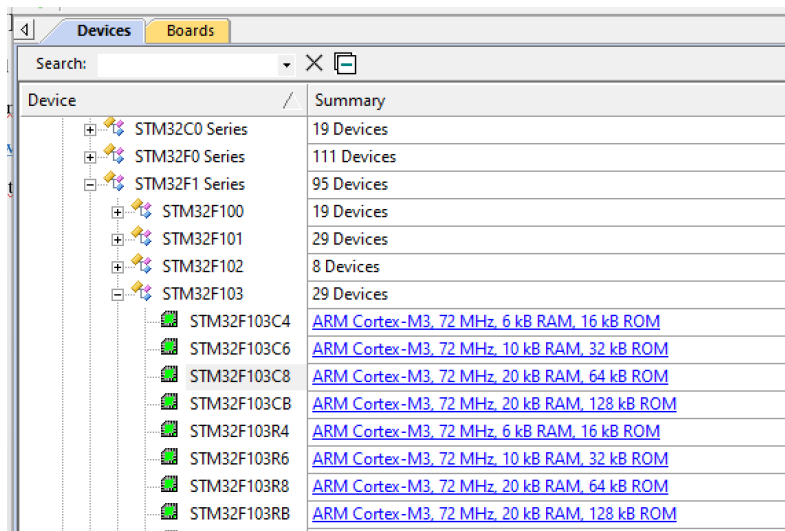 Devices Boards
Search:
Device Summary
STM32C0 Series 19 Devices
STM32F0 Series 111 Devices
STM32F1 Series 95 Devices
STM32F100 19 Devices
STM32F101 29 Devices
STM32F102 8 Devices
STM32F103 29 Devices
STM32F103C4 ARM Cortex-M3, 72 MHz, 6 kB RAM, 16 kB ROM
STM32F103C6 ARM Cortex-M3, 72 MHz, 10 kB RAM, 32 kB ROM
STM32F103C8 ARM Cortex-M3, 72 MHz, 20 kB RAM, 64 kB ROM
STM32F103CB ARM Cortex-M3, 72 MHz, 20 kB RAM, 128 kB ROM
STM32F103R4 ARM Cortex-M3, 72 MHz, 6 kB RAM, 16 kB ROM
STM32F103R6 ARM Cortex-M3, 72 MHz, 10 kB RAM, 32 kB ROM
STM32F103R8 ARM Cortex-M3, 72 MHz, 20 kB RAM, 64 kB ROM
STM32F103RB ARM Cortex-M3, 72 MHz, 20 kB RAM, 128 kB ROM